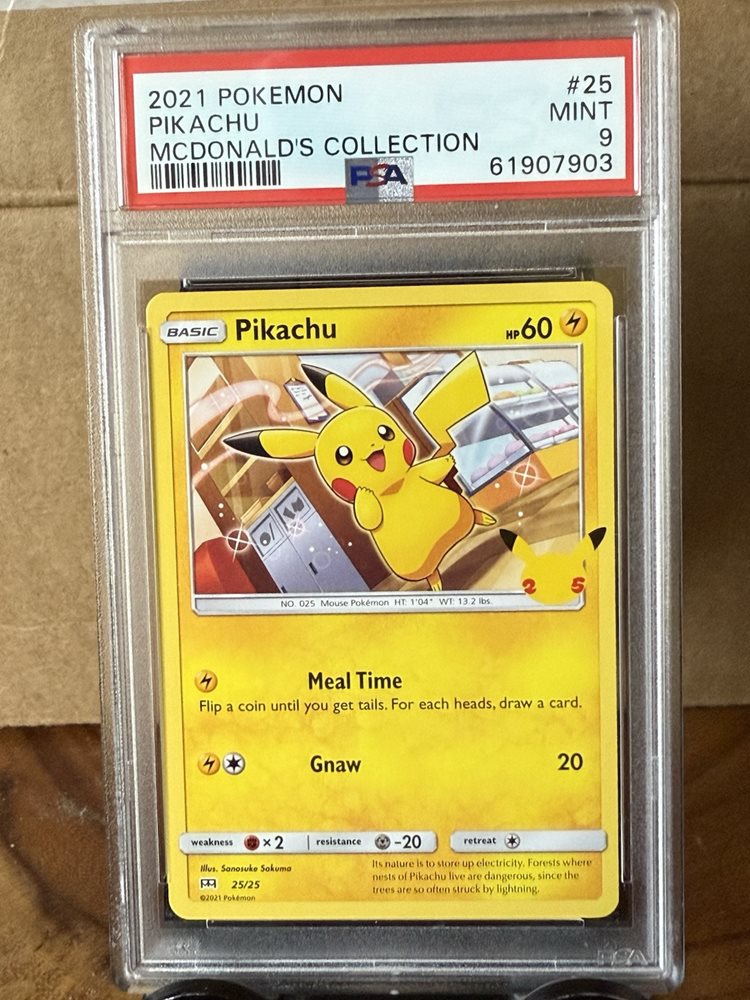 2021 POKEMON #25
PIKACHU MINT
MCDONALD'S COLLECTION 9
PSA 61907903
BASIC Pikachu HP60
25
NO. 025 Mouse Pokémon HT: 1'04" WT: 13.2 lbs.
Meal Time
Flip a coin until you get tails. For each heads, draw a card.
Gnaw 20
weakness ×2 resistance -20 retreat
Illus. Sanosuke Sakuma
25/25
©2021 Pokémon
Its nature is to store up electricity. Forests where
nests of Pikachu live are dangerous, since the
trees are so often struck by lightning.
PSA